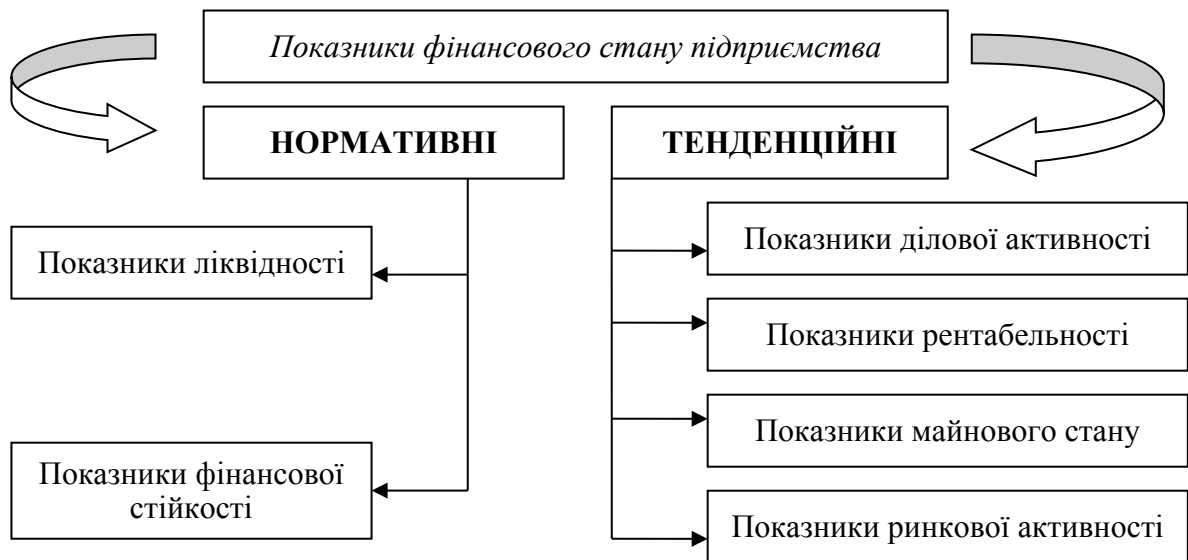 Показники фінансового стану підприємства
НОРМАТИВНІ
ТЕНДЕНЦІЙНІ
Показники ліквідності
Показники фінансової
стійкості
Показники ділової активності
Показники рентабельності
Показники майнового стану
Показники ринкової активності